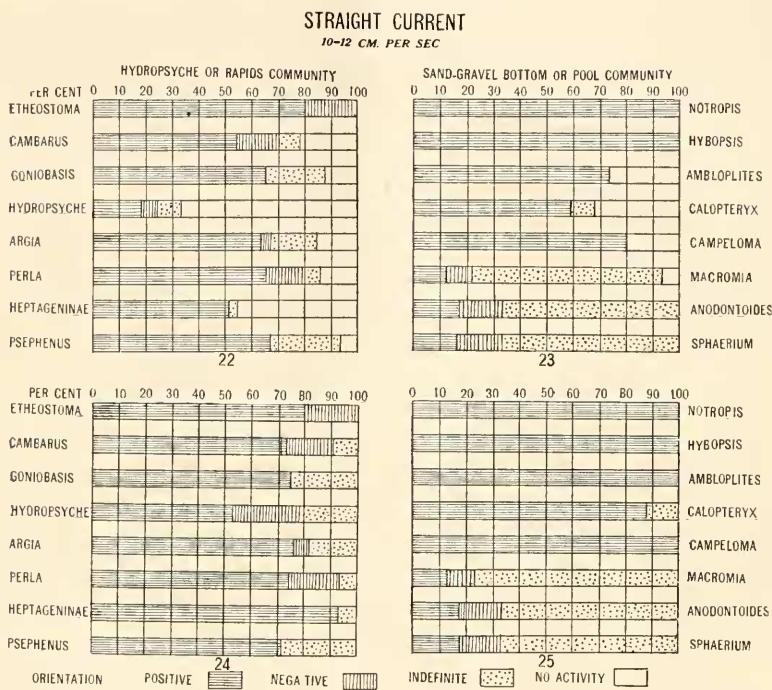 STRAIGHT CURRENT
10-12 CM. PER SEC
HYDROPSYCHE OR RAPIDS COMMUNITY
PER CENT 0 10 20 30 40 50 60 70 80 90 100
ETHEOSTOMA
CAMBARUS
GONIOBASIS
HYDROPSYCHE
ARGIA
PERLA
HEPTAGENINAE
PSEPHENUS
22
SAND-GRAVEL BOTTOM OR POOL COMMUNITY
0 10 20 30 40 50 60 70 80 90 100
NOTROPIS
HYBOPSIS
AMBLOPLITES
CALOPTERYX
CAMPELOMA
MACROMIA
ANODONTOIDES
SPHAERIUM
23
PER CENT 0 10 20 30 40 50 60 70 80 90 100
ETHEOSTOMA
CAMBARUS
GONIOBASIS
HYDROPSYCHE
ARGIA
PERLA
HEPTAGENINAE
PSEPHENUS
24
0 10 20 30 40 50 60 70 80 90 100
NOTROPIS
HYBOPSIS
AMBLOPLITES
CALOPTERYX
CAMPELOMA
MACROMIA
ANODONTOIDES
SPHAERIUM
25
ORIENTATION POSITIVE NEGATIVE INDEFINITE NO ACTIVITY